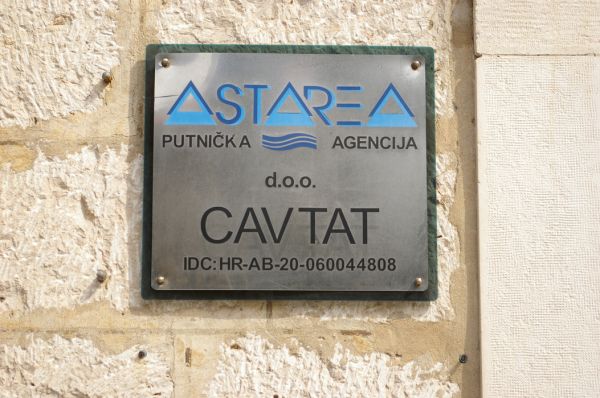 ASTAREA
PUTNIČKA AGENCIJA
d.o.o.
CAVTAT
IDC:HR-AB-20-060044808